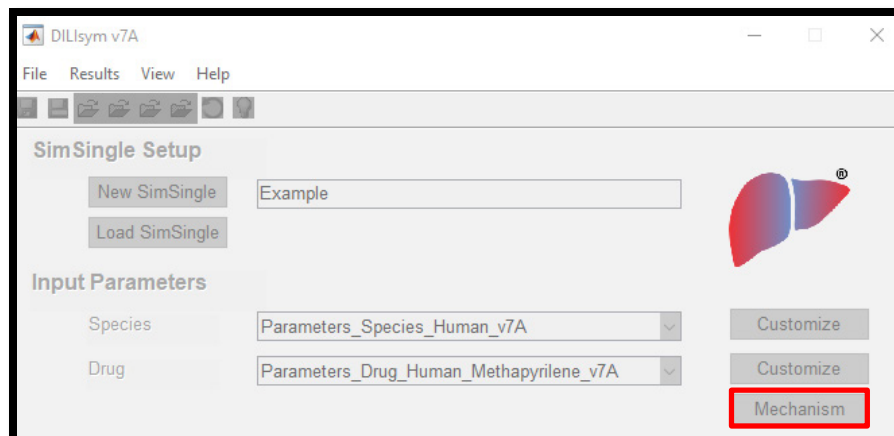 DILIsym v7A
File Results View Help
SimSingle Setup
New SimSingle Example
®
Load SimSingle
Input Parameters
Species Parameters_Species_Human_v7A Customize
Drug Parameters_Drug_Human_Methapyrilene_v7A Customize
Mechanism